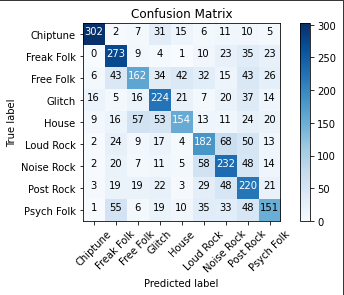 Confusion Matrix
Chiptune 302 2 7 31 15 6 11 10 5
Freak Folk 0 273 9 4 1 10 23 35 23
Free Folk 6 43 162 34 42 32 15 43 26
Glitch 16 5 16 224 21 7 20 37 14
House 9 16 57 53 154 13 11 24 20
Loud Rock 2 24 9 17 4 182 68 50 13
Noise Rock 2 20 7 11 5 58 232 48 14
Post Rock 3 19 19 22 3 29 48 220 21
Psych Folk 1 55 6 19 10 35 33 48 151
True label
Chiptune Freak Folk Free Folk Glitch House Loud Rock Noise Rock Post Rock Psych Folk
Predicted label
300
250
200
150
100
50
0